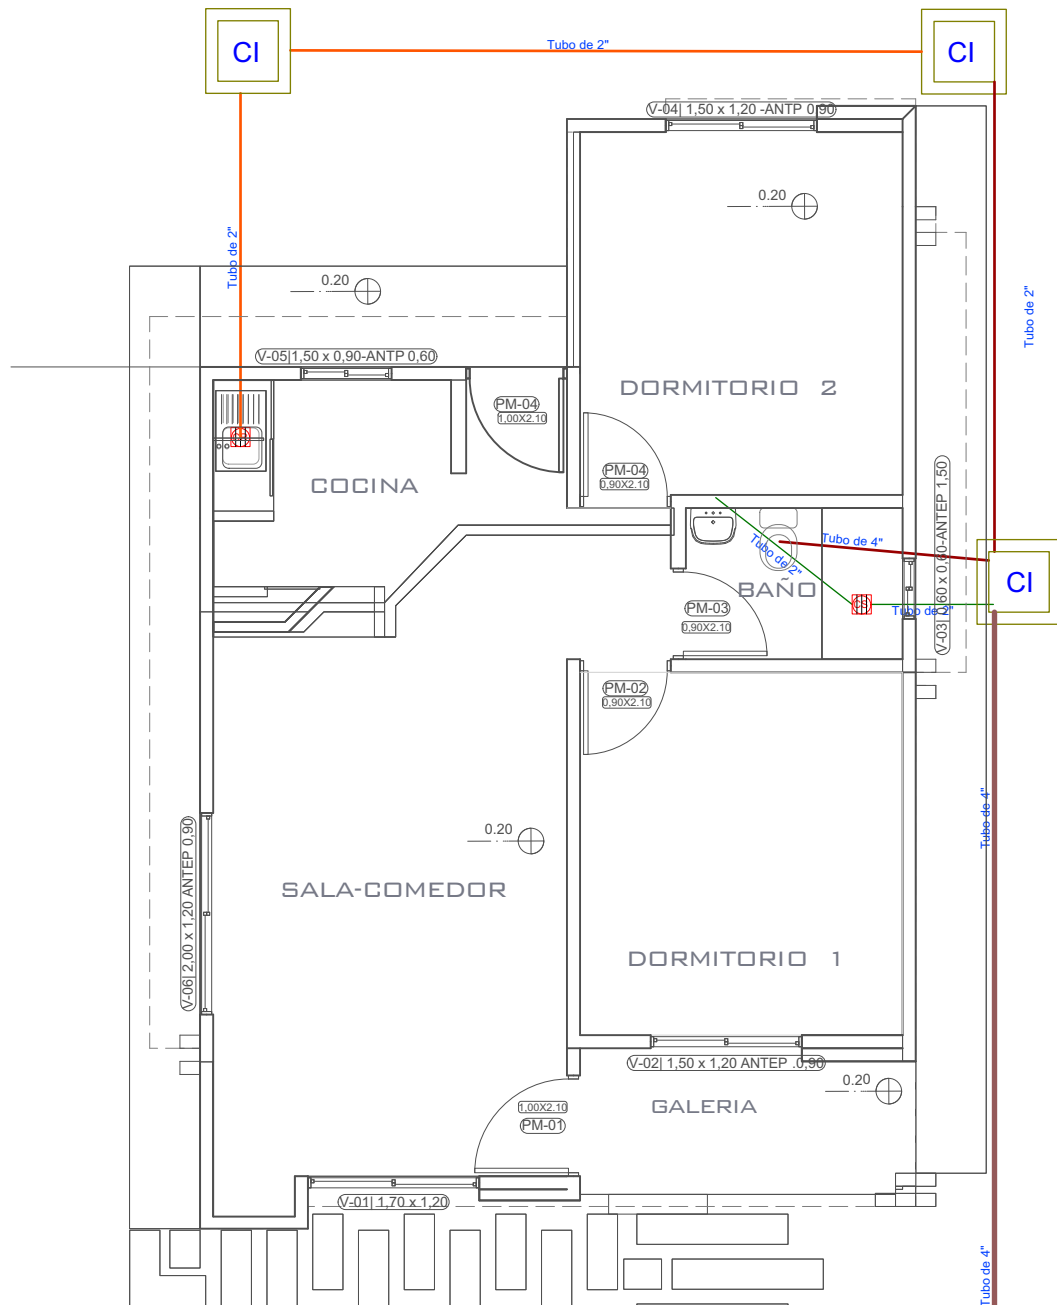 CI
Tubo de 2"
CI
V-04| 1,50 x 1,20 -ANTP 0,90
0.20
Tubo de 2"
0.20
Tubo de 2"
V-05|1,50 x 0,90-ANTP 0,60
DORMITORIO 2
PM-04
1,00X2.10
PM-04
0,90X2.10
COCINA
V-03| 0,60 x 0,60-ANTEP 1,50
Tubo de 2"
Tubo de 4"
CI
BAÑO
PM-03
0,90X2.10
Tubo de 2"
PM-02
0,90X2.10
0.20
Tubo de 4"
V-06| 2,00 x 1,20 ANTEP 0,90
SALA-COMEDOR
DORMITORIO 1
V-02| 1,50 x 1,20 ANTEP .0,90
0.20
1,00X2.10
PM-01
GALERIA
V-01| 1,70 x 1,20
Tubo de 4"